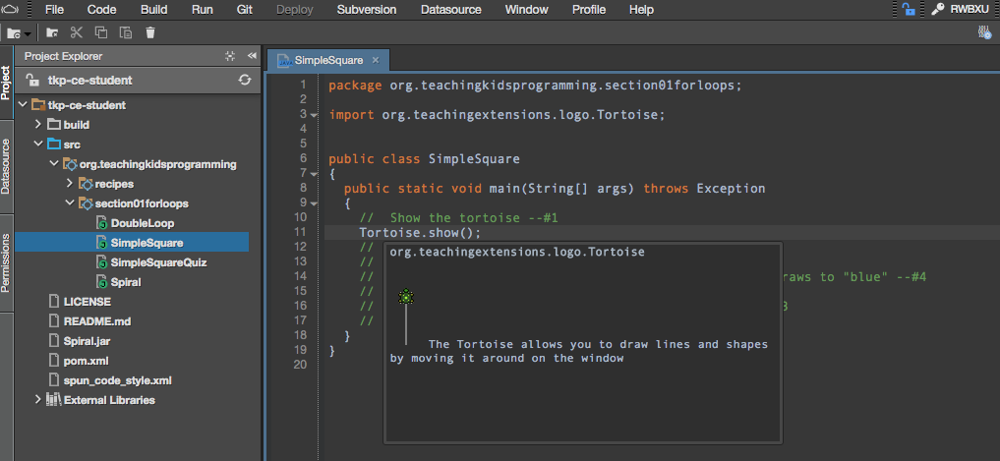 File Code Build Run Git Deploy Subversion Datasource Window Profile Help RWBXU
Project Explorer
tkp-ce-student
Project
Datasource
Permissions
tkp-ce-student
build
src
org.teachingkidsprogramming
recipes
section01forloops
DoubleLoop
SimpleSquare
SimpleSquareQuiz
Spiral
LICENSE
README.md
Spiral.jar
pom.xml
spun_code_style.xml
External Libraries
JAVA SimpleSquare ×
1 package org.teachingkidsprogramming.section01forloops;
2
3 import org.teachingextensions.logo.Tortoise;
4
5
6 public class SimpleSquare
7 {
8 public static void main(String[] args) throws Exception
9 {
10 // Show the tortoise --#1
11 Tortoise.show();
12 //
13 //
14 // raws to "blue" --#4
15 //
16 // 3
17 //
18 }
19 }
20
org.teachingextensions.logo.Tortoise
The Tortoise allows you to draw lines and shapes
by moving it around on the window